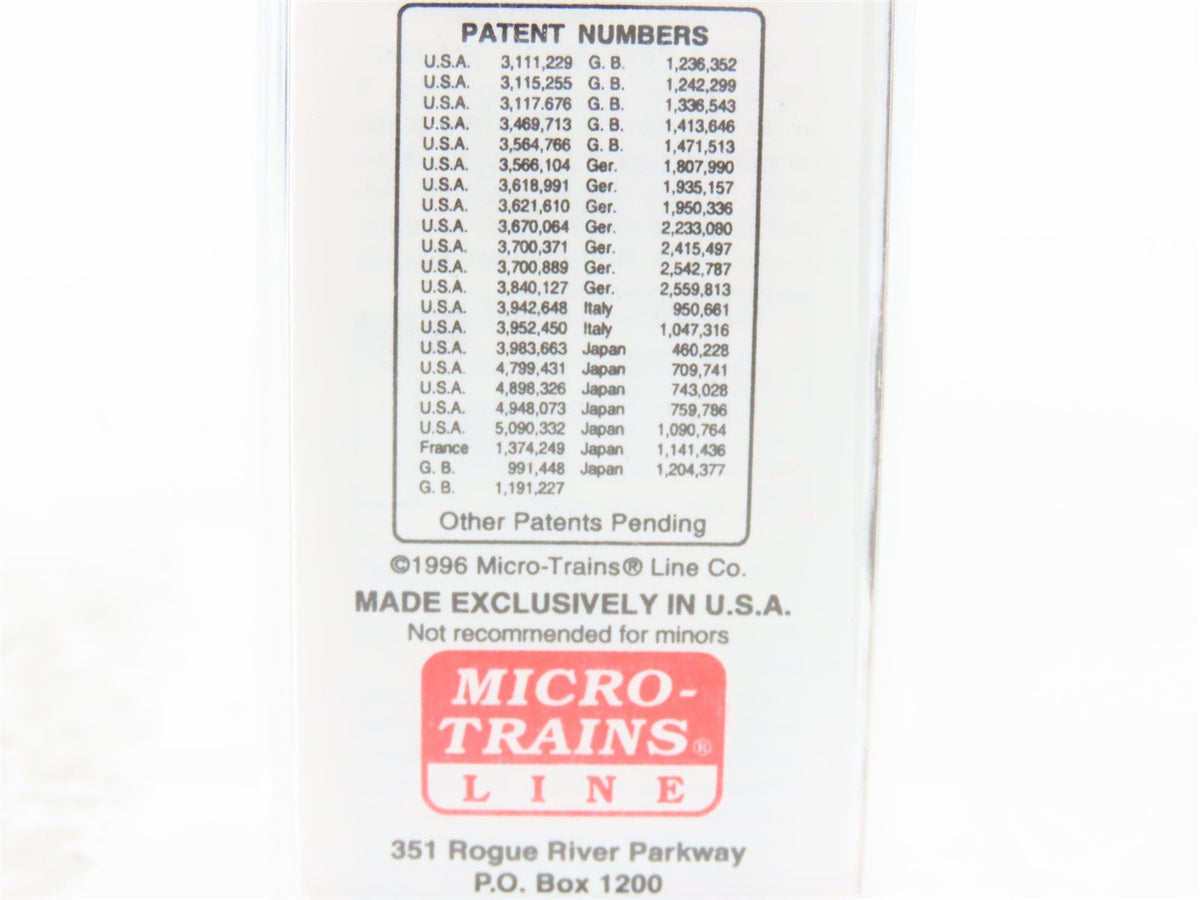 PATENT NUMBERS
U.S.A. 3,111,229 G. B. 1,236,352
U.S.A. 3,115,255 G. B. 1,242,299
U.S.A. 3,117.676 G. B. 1,336,543
U.S.A. 3,469,713 G. B. 1,413,646
U.S.A. 3,564,766 G. B. 1,471,513
U.S.A. 3,566,104 Ger. 1,807,990
U.S.A. 3,618,991 Ger. 1,935,157
U.S.A. 3,621,610 Ger. 1,950,336
U.S.A. 3,670,064 Ger. 2,233,080
U.S.A. 3,700,371 Ger. 2,415,497
U.S.A. 3,700,889 Ger. 2,542,787
U.S.A. 3,840,127 Ger. 2,559,813
U.S.A. 3,942,648 Italy 950,661
U.S.A. 3,952,450 Italy 1,047,316
U.S.A. 3,983,663 Japan 460,228
U.S.A. 4,799,431 Japan 709,741
U.S.A. 4,898,326 Japan 743,028
U.S.A. 4,948,073 Japan 759,786
U.S.A. 5,090,332 Japan 1,090,764
France 1,374,249 Japan 1,141,436
G. B. 991,448 Japan 1,204,377
G. B. 1,191,227
Other Patents Pending
©1996 Micro-Trains® Line Co.
MADE EXCLUSIVELY IN U.S.A.
Not recommended for minors
MICRO-
TRAINS®
LINE
351 Rogue River Parkway
P.O. Box 1200